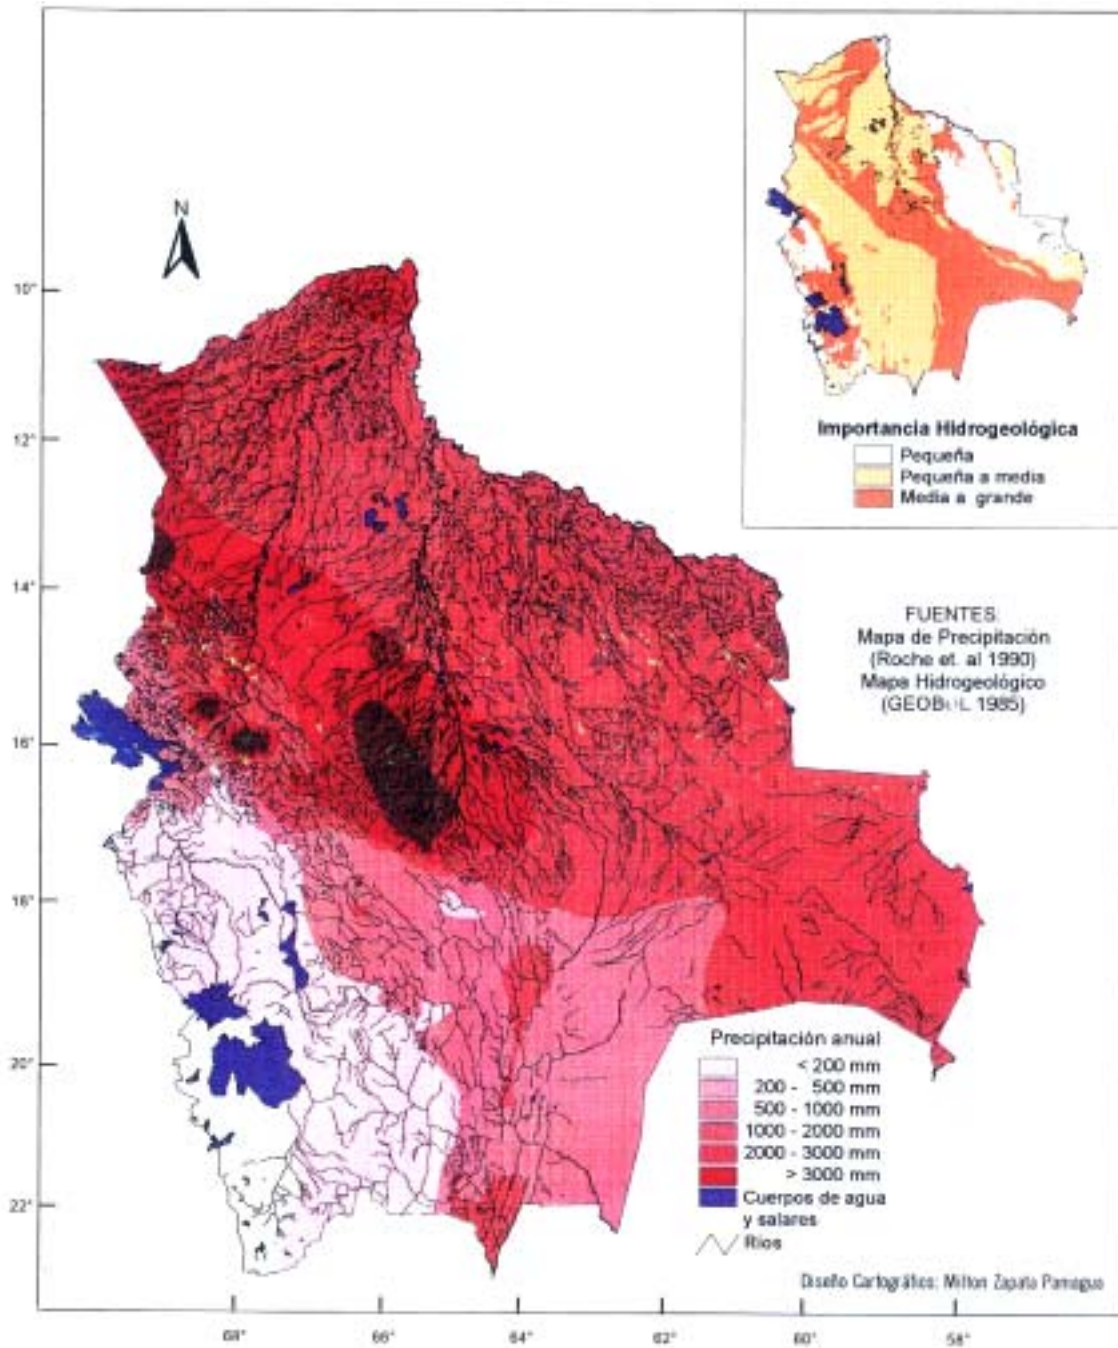 N
10°
12°
14°
16°
18°
20°
22°
68°
66°
64°
62°
60°
58°
Importancia Hidrogeológica
Pequeña
Pequeña a media
Media a grande
FUENTES:
Mapa de Precipitación
(Roche et. al 1990)
Mapa Hidrogeológico
(GEOBOL 1985)
Precipitación anual
< 200 mm
200 - 500 mm
500 - 1000 mm
1000 - 2000 mm
2000 - 3000 mm
> 3000 mm
Cuerpos de agua
y salares
Rios
Diseño Cartográfico: Milton Zapata Pamagua